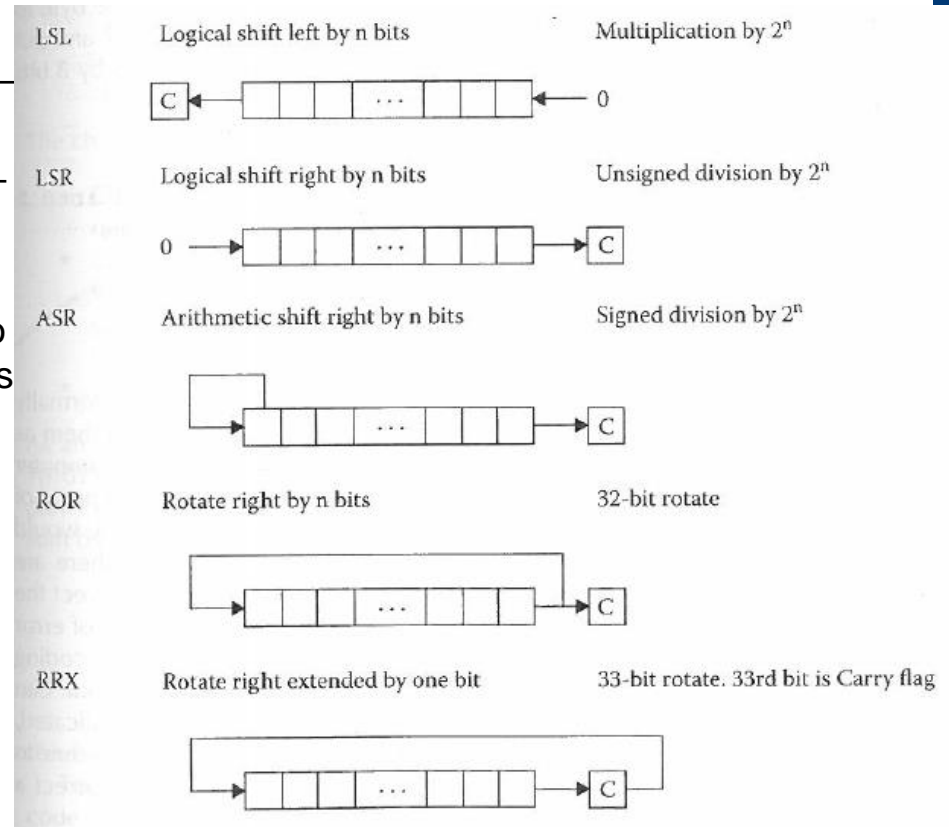 LSL Logical shift left by n bits Multiplication by 2ⁿ
C ... 0
LSR Logical shift right by n bits Unsigned division by 2ⁿ
0 ... C
ASR Arithmetic shift right by n bits Signed division by 2ⁿ
... C
ROR Rotate right by n bits 32-bit rotate
... C
RRX Rotate right extended by one bit 33-bit rotate. 33rd bit is Carry flag
... C